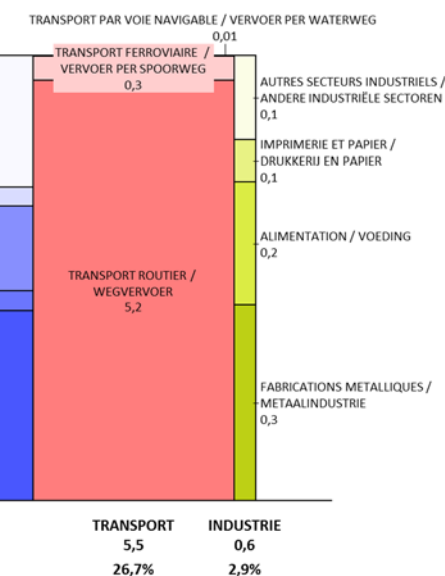 TRANSPORT PAR VOIE NAVIGABLE / VERVOER PER WATERWEG
0,01
TRANSPORT FERROVIAIRE /
VERVOER PER SPOORWEG
0,3
AUTRES SECTEURS INDUSTRIELS /
ANDERE INDUSTRIËLE SECTOREN
0,1
IMPRIMERIE ET PAPIER /
DRUKKERIJ EN PAPIER
0,1
ALIMENTATION / VOEDING
0,2
TRANSPORT ROUTIER /
WEGVERVOER
5,2
FABRICATIONS METALLIQUES /
METAALINDUSTRIE
0,3
TRANSPORT INDUSTRIE
5,5 0,6
26,7% 2,9%